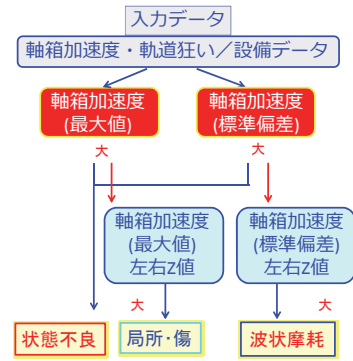 入力データ
軸箱加速度・軌道狂い／設備データ
軸箱加速度
(最大値)
軸箱加速度
(標準偏差)
大
大
軸箱加速度
(最大値)
左右Z値
軸箱加速度
(標準偏差)
左右Z値
大
大
状態不良
局所・傷
波状摩耗